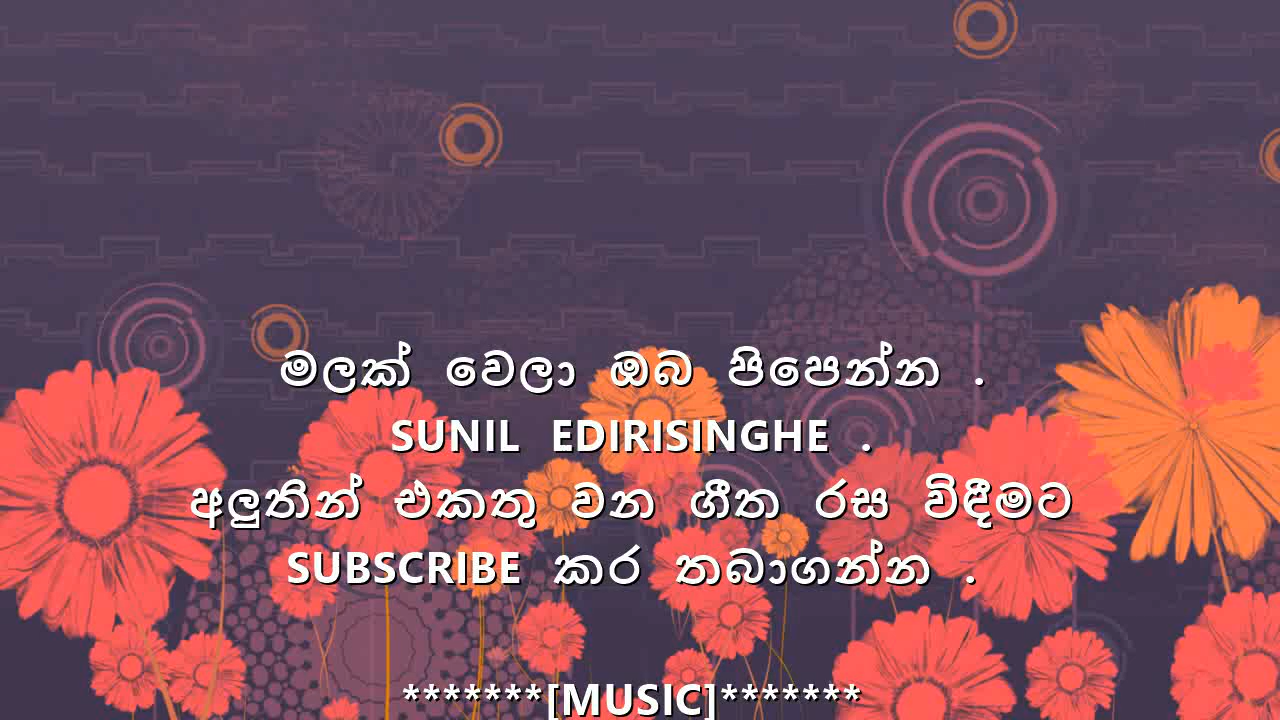 මලක් වෙලා ඔබ පිපෙන්න .
SUNIL EDIRISINGHE .
අලුතින් එකතු වන ගීත රස විඳීමට
SUBSCRIBE කර තබාගන්න .
*******[MUSIC]*******